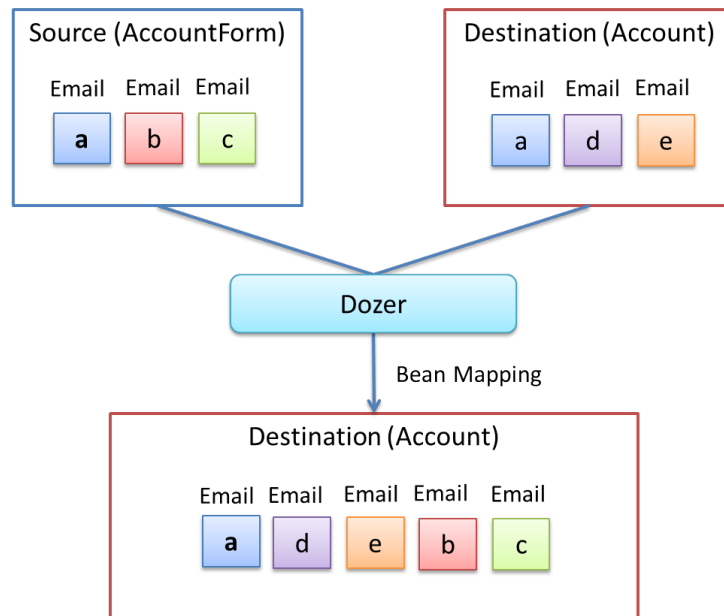 Source (AccountForm)
Email Email Email
a b c
Destination (Account)
Email Email Email
a d e
Dozer
Bean Mapping
Destination (Account)
Email Email Email Email Email
a d e b c